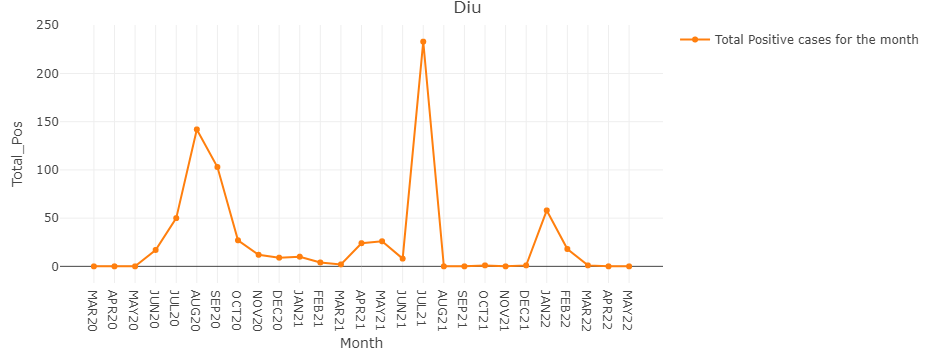 Diu
Total Positive cases for the month
Total_Pos
250
200
150
100
50
0
MAR20
APR20
MAY20
JUN20
JUL20
AUG20
SEP20
OCT20
NOV20
DEC20
JAN21
FEB21
MAR21
APR21
MAY21
JUN21
JUL21
AUG21
SEP21
OCT21
NOV21
DEC21
JAN22
FEB22
MAR22
APR22
MAY22
Month